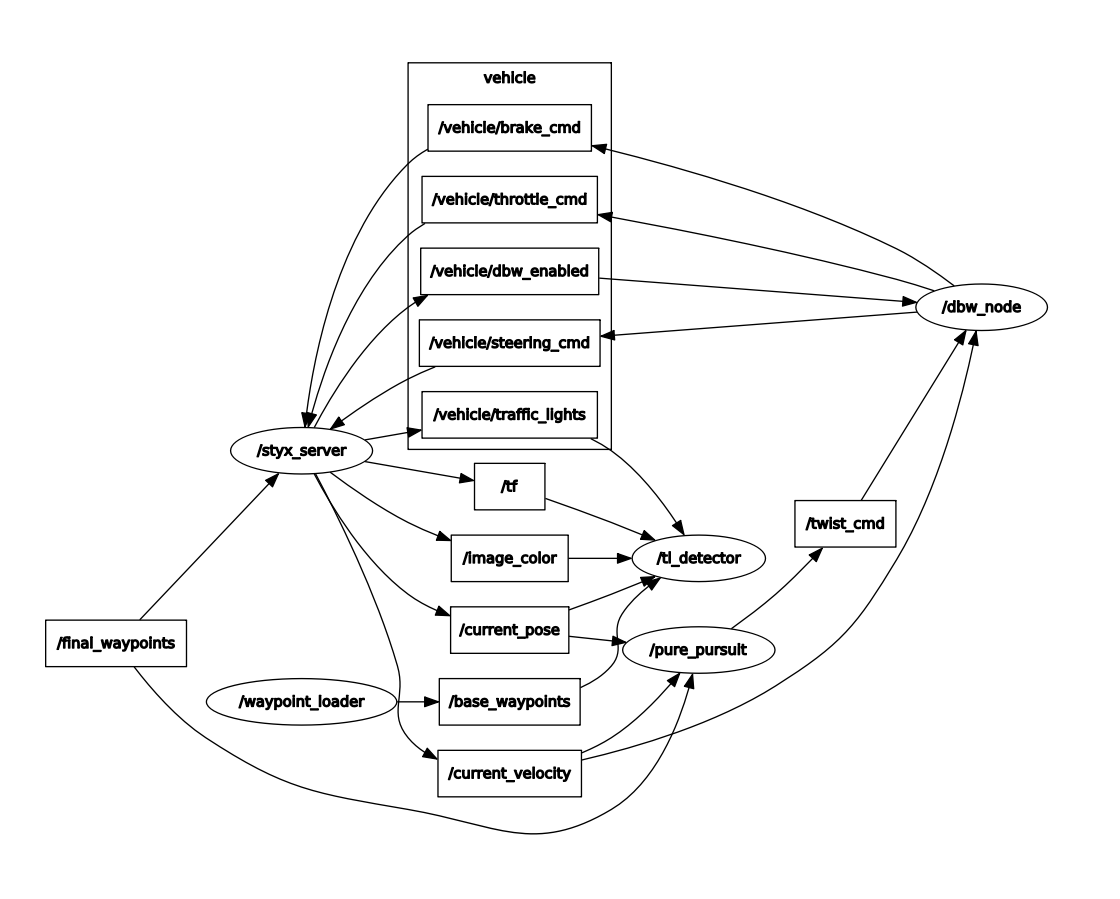 vehicle
/vehicle/brake_cmd
/vehicle/throttle_cmd
/vehicle/dbw_enabled
/dbw_node
/vehicle/steering_cmd
/vehicle/traffic_lights
/styx_server
/tf
/twist_cmd
/image_color
/tl_detector
/current_pose
/final_waypoints
/pure_pursuit
/waypoint_loader
/base_waypoints
/current_velocity